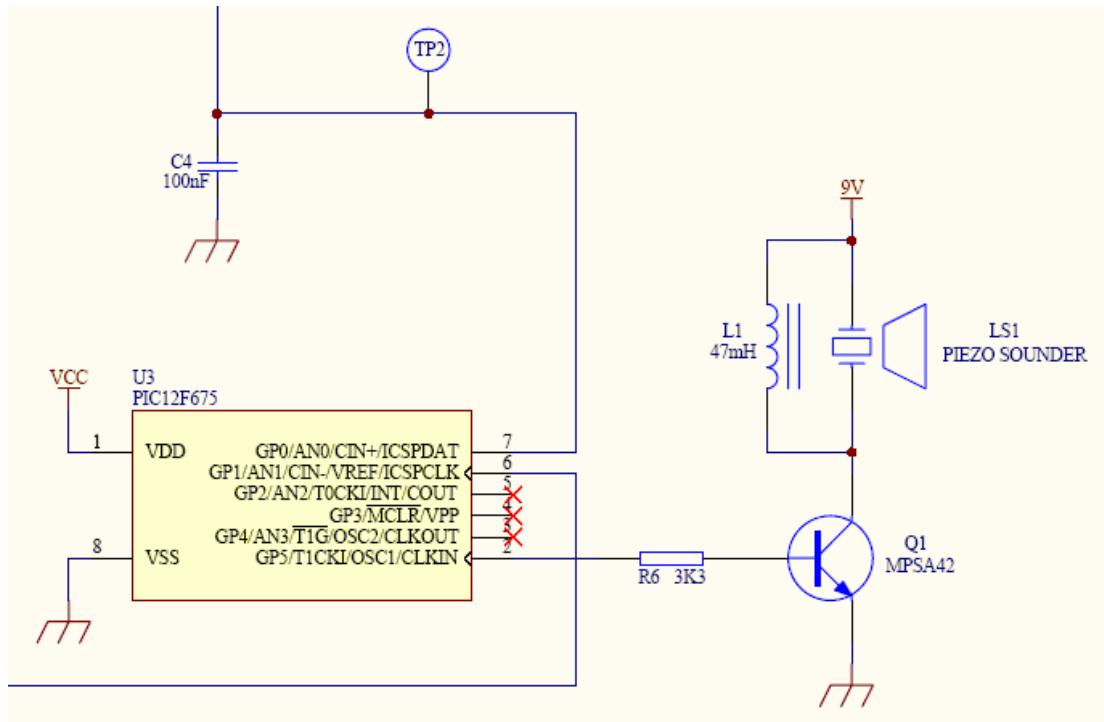 TP2
C4
100nF
9V
L1
47mH
LS1
PIEZO SOUNDER
VCC
U3
PIC12F675
1
VDD
GP0/AN0/CIN+/ICSPDAT
7
GP1/AN1/CIN-/VREF/ICSPCLK
6
GP2/AN2/T0CKI/INT/COUT
5
GP3/MCLR/VPP
4
GP4/AN3/T1G/OSC2/CLKOUT
3
8
VSS
GP5/T1CKI/OSC1/CLKIN
2
R6 3K3
Q1
MPSA42